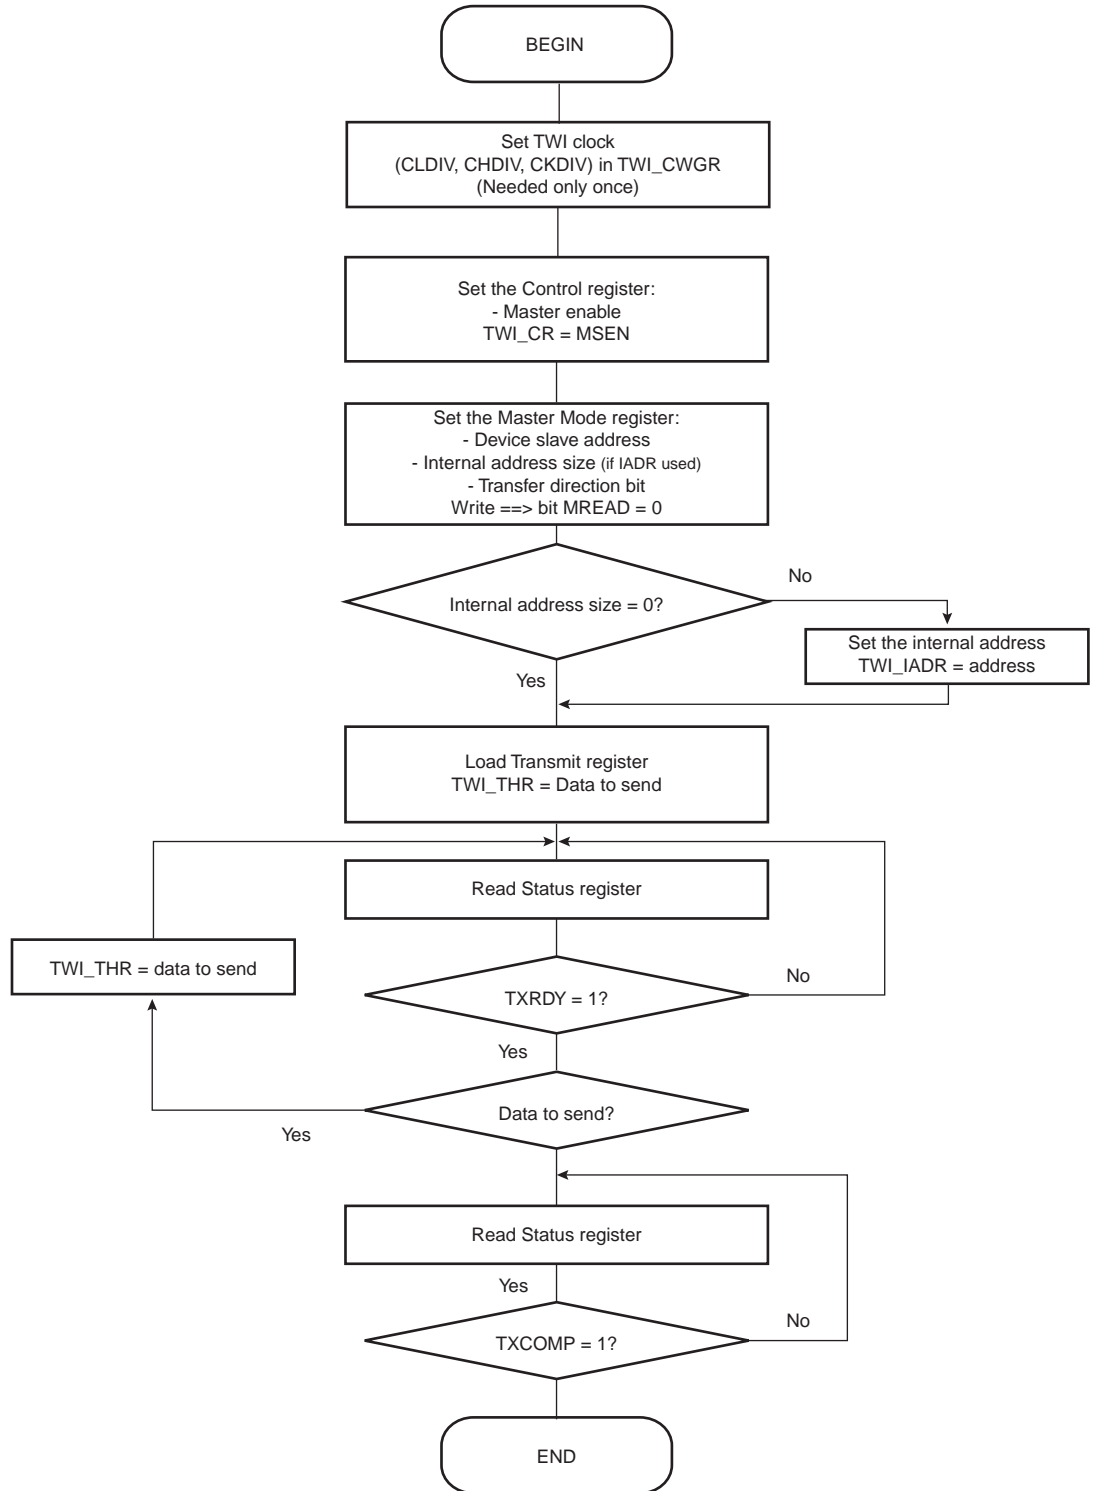 BEGIN
Set TWI clock
(CLDIV, CHDIV, CKDIV) in TWI_CWGR
(Needed only once)
Set the Control register:
- Master enable
TWI_CR = MSEN
Set the Master Mode register:
- Device slave address
- Internal address size (if IADR used)
- Transfer direction bit
Write ==> bit MREAD = 0
No
Internal address size = 0?
Set the internal address
TWI_IADR = address
Yes
Load Transmit register
TWI_THR = Data to send
Read Status register
TWI_THR = data to send
No
TXRDY = 1?
Yes
Data to send?
Yes
Read Status register
Yes
No
TXCOMP = 1?
END